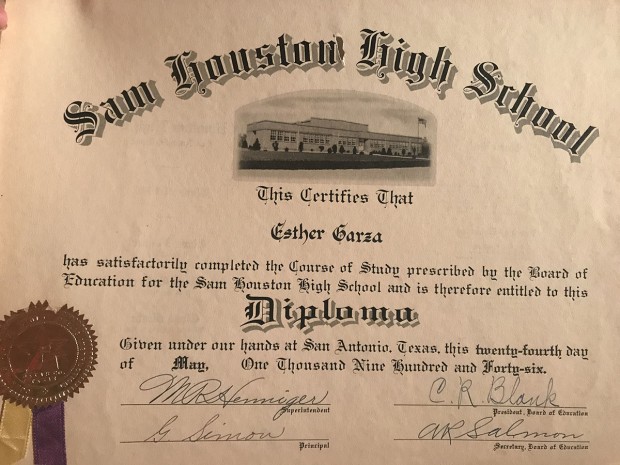 Sam Houston High School
This Certifies That
Esther Garza
has satisfactorily completed the Course of Study prescribed by the Board of
Education for the Sam Houston High School and is therefore entitled to this
Diploma
Given under our hands at San Antonio, Texas, this twenty-fourth day
of May, One Thousand Nine Hundred and Forty-six.
M R Henniger C. R. Blank
Superintendent President, Board of Education
G. Simon AR Salmon
Principal Secretary, Board of Education